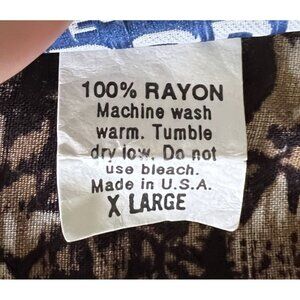 100% RAYON
Machine wash
warm. Tumble
dry low. Do not
use bleach.
Made in U.S.A.
X LARGE